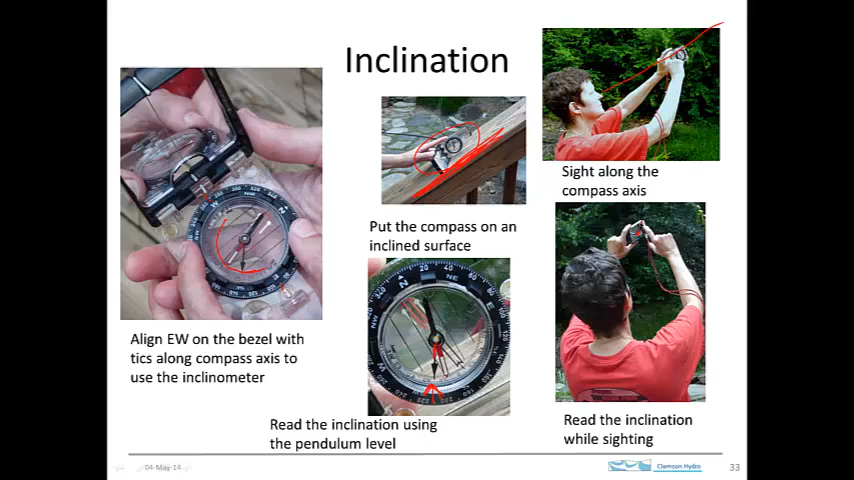 Inclination
Align EW on the bezel with
tics along compass axis to
use the inclinometer
Put the compass on an
inclined surface
Read the inclination using
the pendulum level
Sight along the
compass axis
Read the inclination
while sighting
04-May-14
Clemson Hydro
33